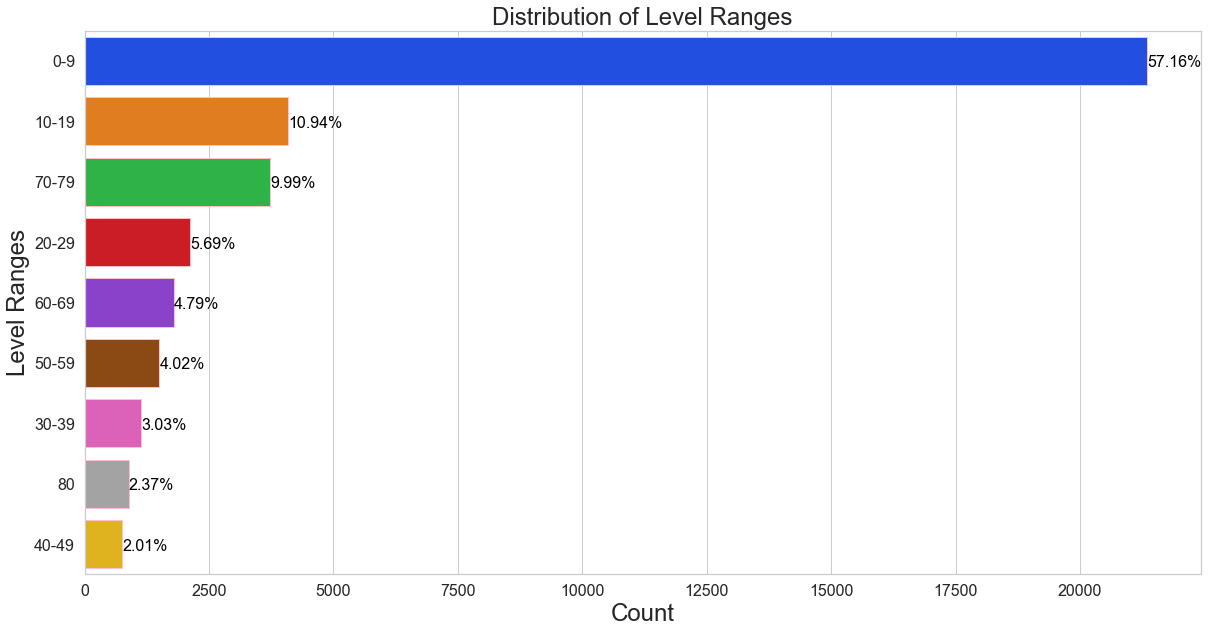 Distribution of Level Ranges
Level Ranges
0-9 57.16%
10-19 10.94%
70-79 9.99%
20-29 5.69%
60-69 4.79%
50-59 4.02%
30-39 3.03%
80 2.37%
40-49 2.01%
0 2500 5000 7500 10000 12500 15000 17500 20000
Count